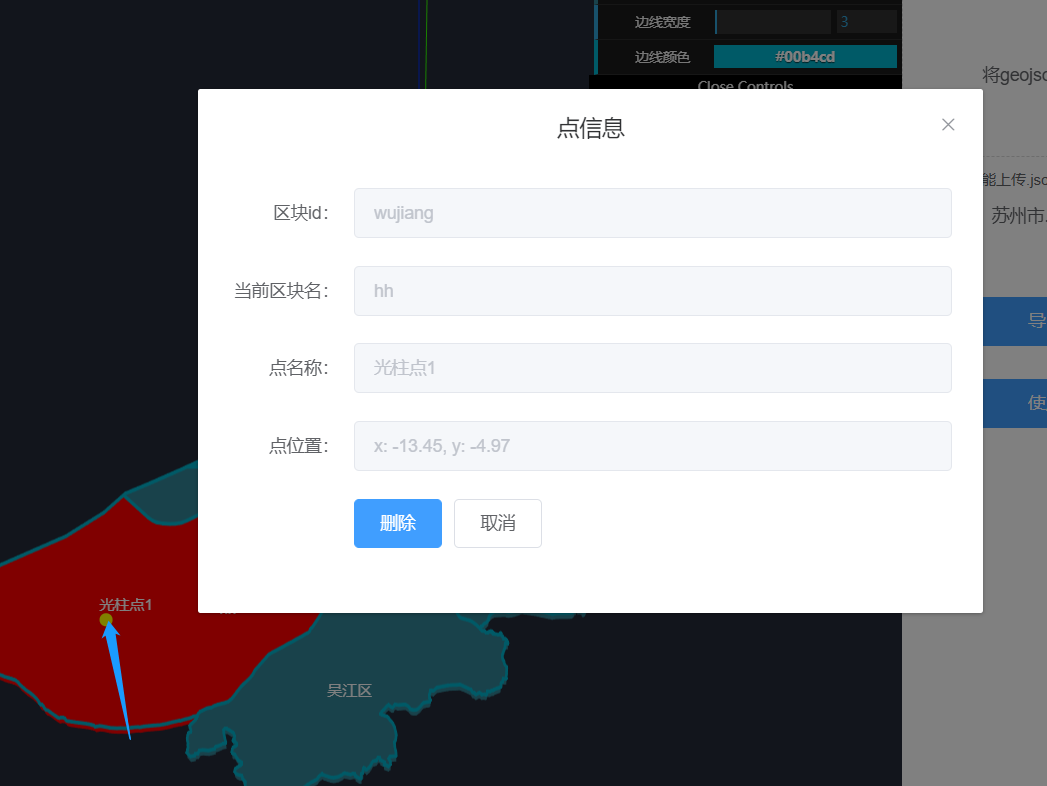 边线宽度 3
边线颜色 #00b4cd
Close Controls
将geojso
能上传.jso
苏州市.
导
使
点信息
区块id： wujiang
当前区块名： hh
点名称： 光柱点1
点位置： x: -13.45, y: -4.97
删除 取消
光柱点1
吴江区